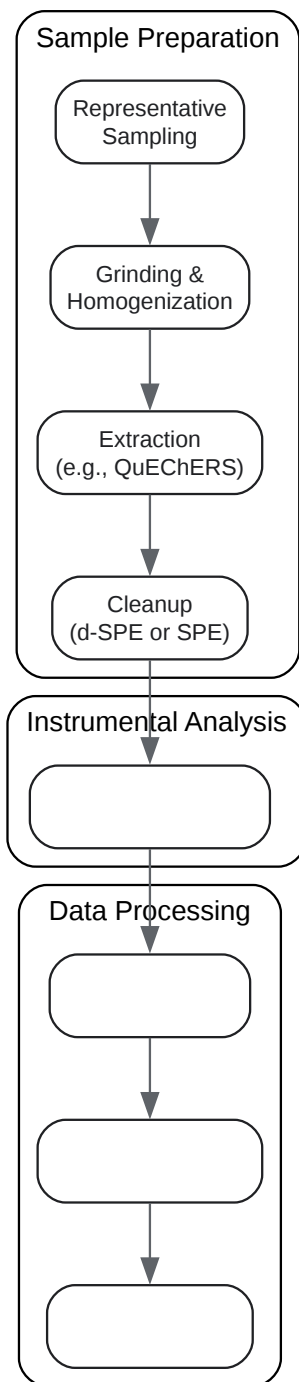 Sample Preparation
Representative
Sampling
Grinding &
Homogenization
Extraction
(e.g., QuEChERS)
Cleanup
(d-SPE or SPE)
Instrumental Analysis
Data Processing